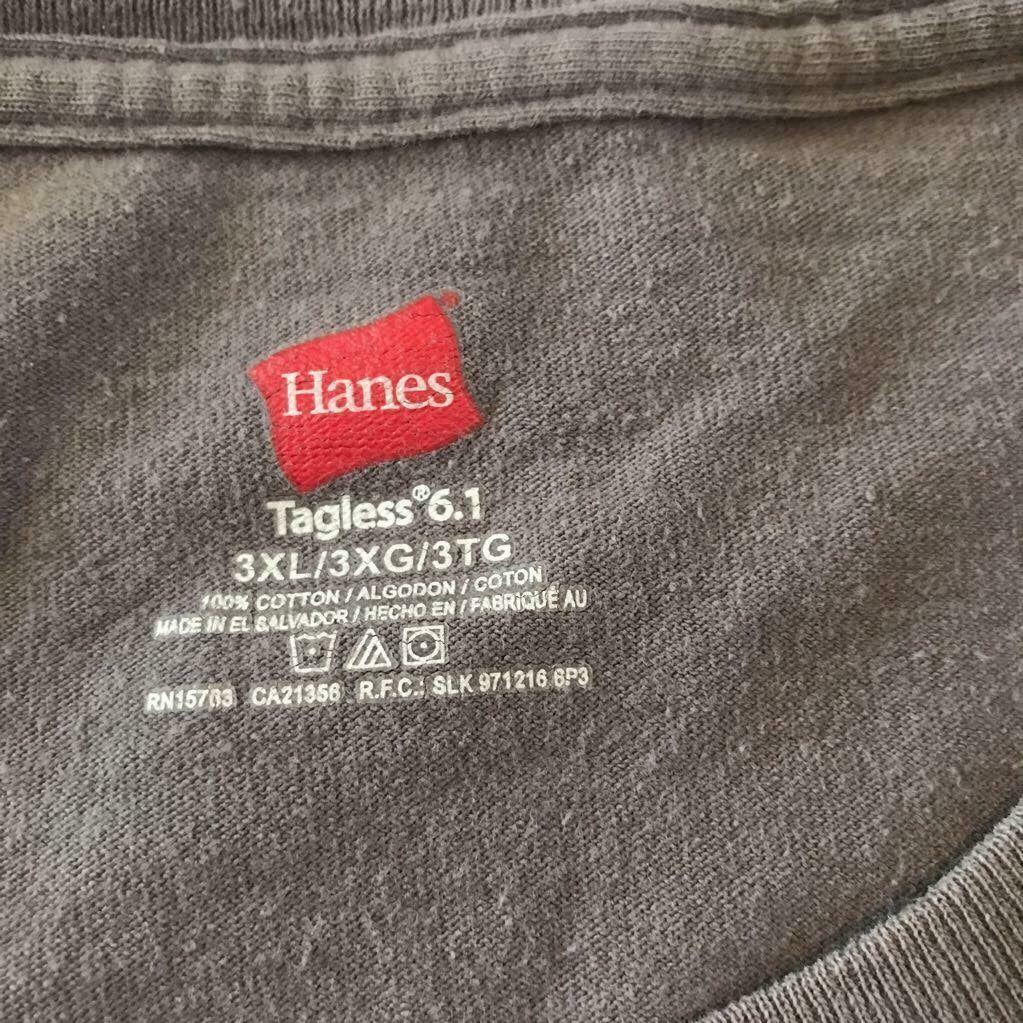 Hanes®
Tagless®6.1
3XL/3XG/3TG
100% COTTON / ALGODON / COTON
MADE IN EL SALVADOR / HECHO EN / FABRIQUÉ AU
RN15763 CA21356 R.F.C.: SLK 971216 6P3